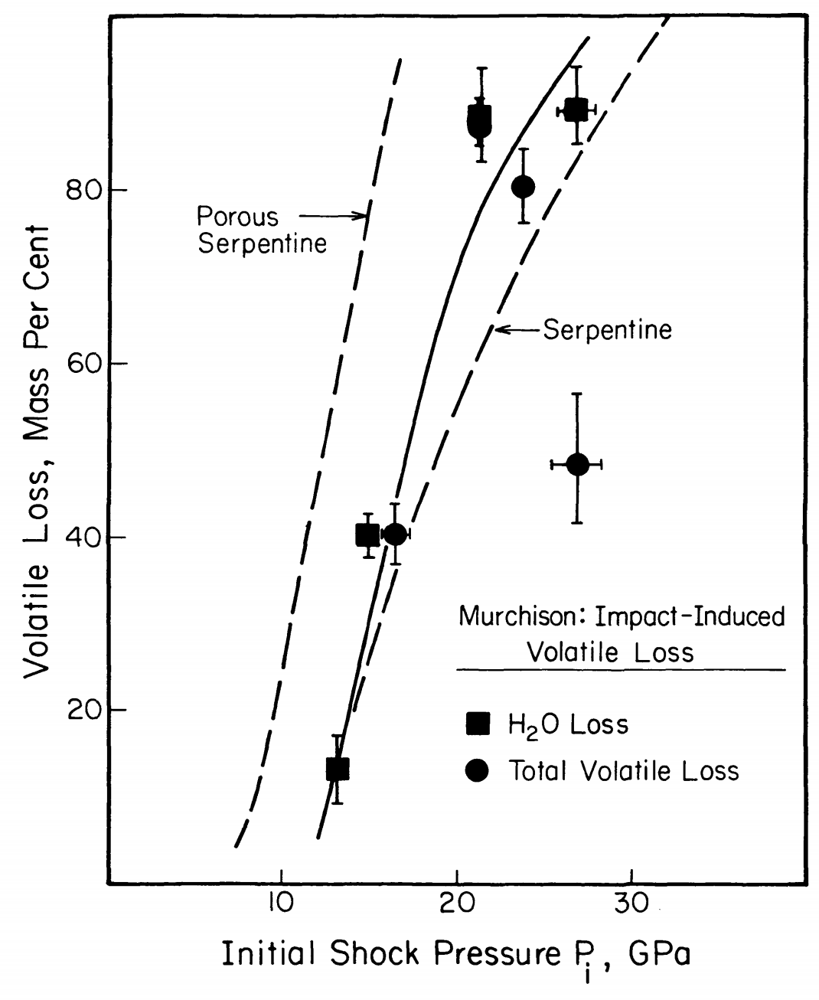 Volatile Loss, Mass Per Cent
80
60
40
20
Porous
Serpentine
Serpentine
Murchison: Impact-Induced
Volatile Loss
H₂O Loss
Total Volatile Loss
10
20
30
Initial Shock Pressure Pᵢ, GPa